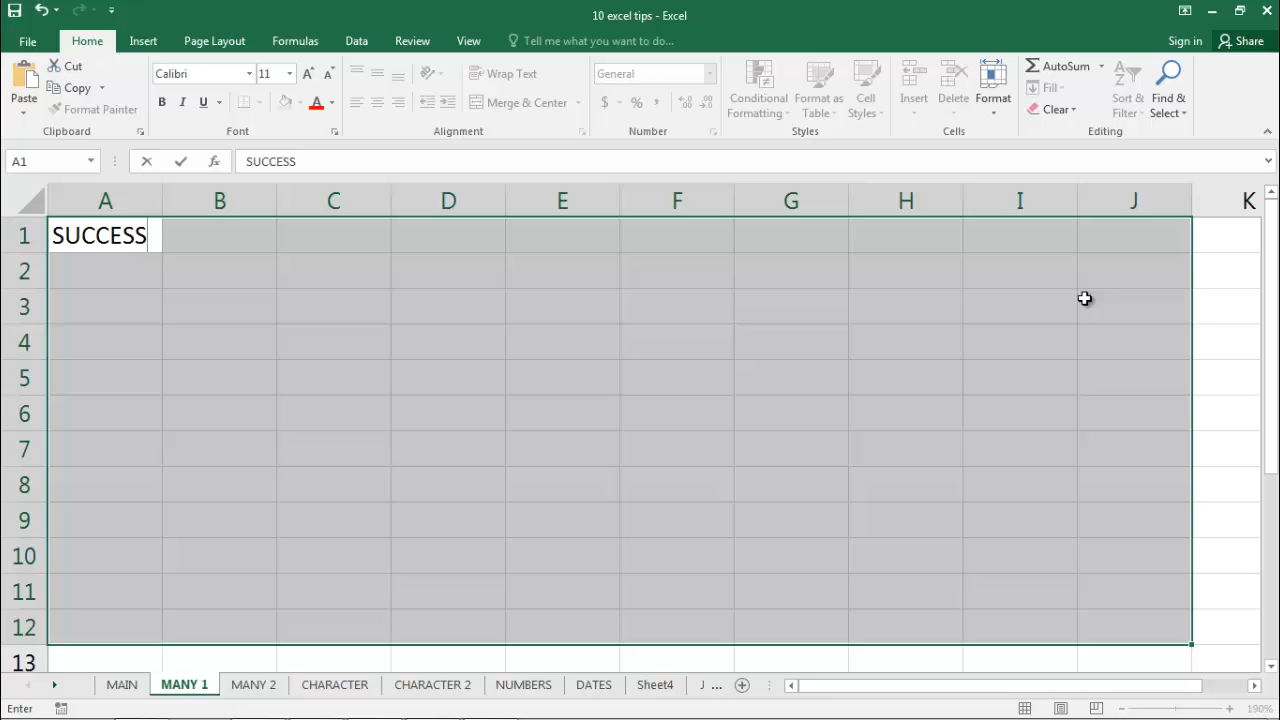 10 excel tips - Excel
File Home Insert Page Layout Formulas Data Review View Tell me what you want to do... Sign in Share
Cut Calibri 11 A A Wrap Text General AutoSum
Paste Copy B I U A Merge & Center $ % , Conditional Formatting Format as Table Cell Styles Insert Delete Format Fill Sort & Filter Find & Select
Format Painter Clear
Clipboard Font Alignment Number Styles Cells Editing
A1 fx SUCCESS
A B C D E F G H I J K
1 SUCCESS
2
3
4
5
6
7
8
9
10
11
12
13
MAIN MANY 1 MANY 2 CHARACTER CHARACTER 2 NUMBERS DATES Sheet4 J ...
Enter 190%